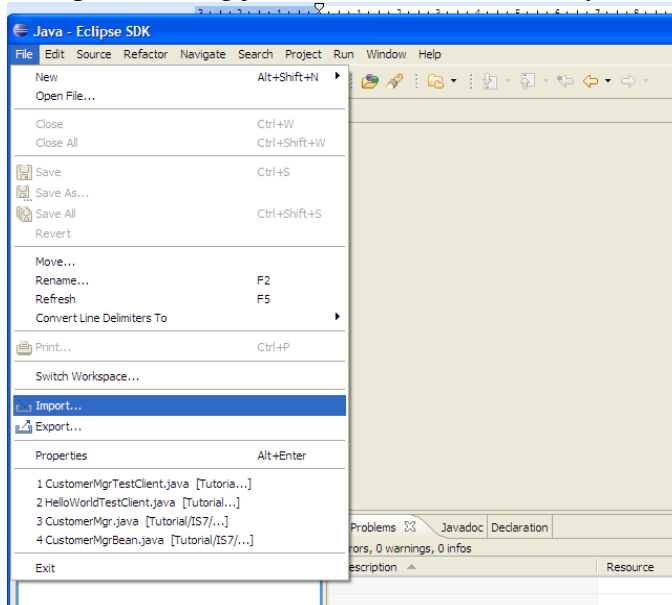 Java - Eclipse SDK
File Edit Source Refactor Navigate Search Project Run Window Help
New Alt+Shift+N
Open File...
Close Ctrl+W
Close All Ctrl+Shift+W
Save Ctrl+S
Save As...
Save All Ctrl+Shift+S
Revert
Move...
Rename... F2
Refresh F5
Convert Line Delimiters To
Print... Ctrl+P
Switch Workspace...
Import...
Export...
Properties Alt+Enter
1 CustomerMgrTestClient.java [Tutoria...]
2 HelloWorldTestClient.java [Tutorial...]
3 CustomerMgr.java [Tutorial/IS7/...]
4 CustomerMgrBean.java [Tutorial/IS7/...]
Exit
Problems Javadoc Declaration
rors, 0 warnings, 0 infos
escription Resource